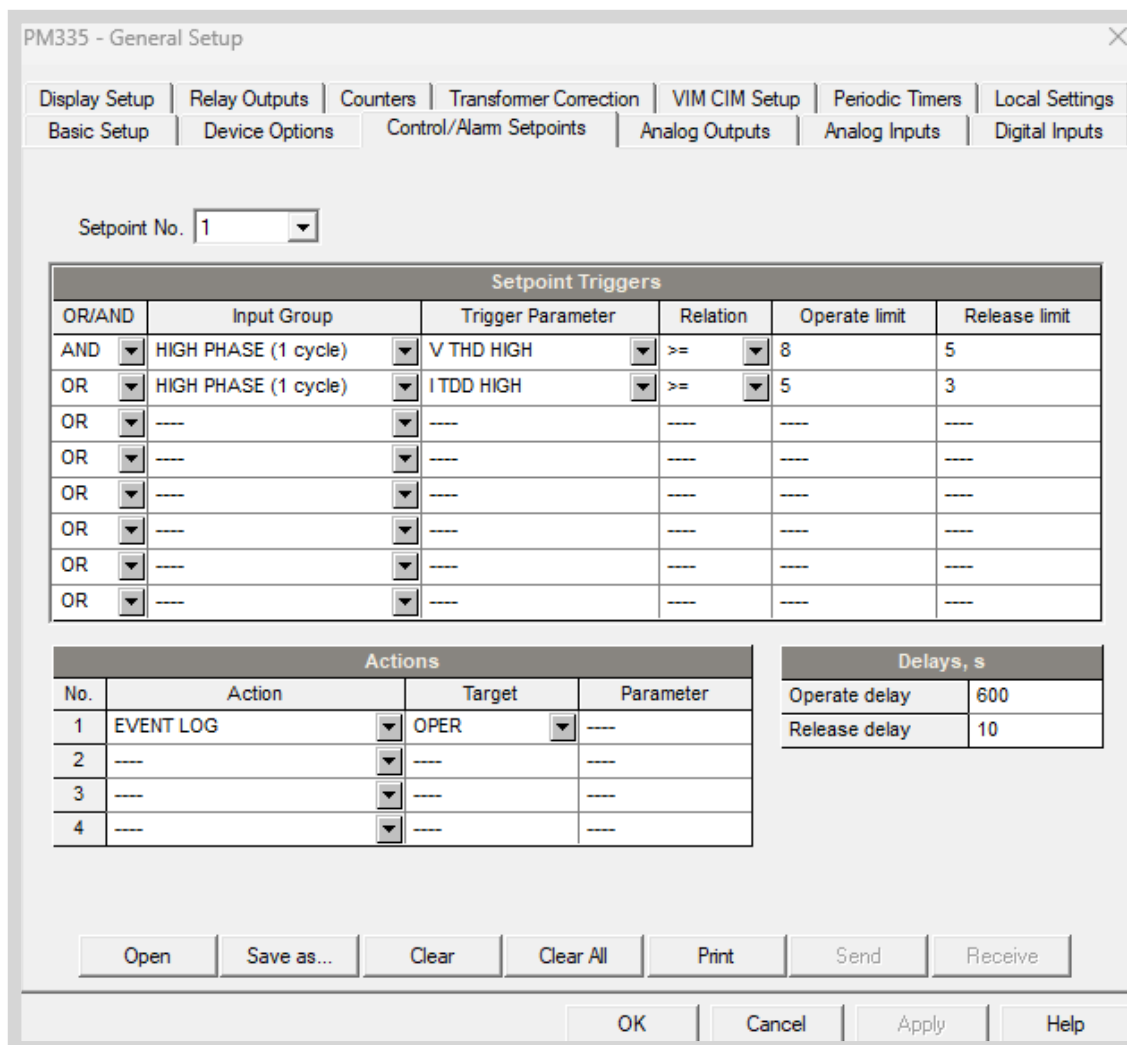 PM335 - General Setup
Display Setup Relay Outputs Counters Transformer Correction VIM CIM Setup Periodic Timers Local Settings
Basic Setup Device Options Control/Alarm Setpoints Analog Outputs Analog Inputs Digital Inputs
Setpoint No. 1
Setpoint Triggers
OR/AND Input Group Trigger Parameter Relation Operate limit Release limit
AND HIGH PHASE (1 cycle) V THD HIGH >= 8 5
OR HIGH PHASE (1 cycle) I TDD HIGH >= 5 3
OR ---- ---- ---- ---- ----
OR ---- ---- ---- ---- ----
OR ---- ---- ---- ---- ----
OR ---- ---- ---- ---- ----
OR ---- ---- ---- ---- ----
OR ---- ---- ---- ---- ----
Actions
No. Action Target Parameter
1 EVENT LOG OPER ----
2 ---- ---- ----
3 ---- ---- ----
4 ---- ---- ----
Delays, s
Operate delay 600
Release delay 10
Open Save as... Clear Clear All Print Send Receive
OK Cancel Apply Help